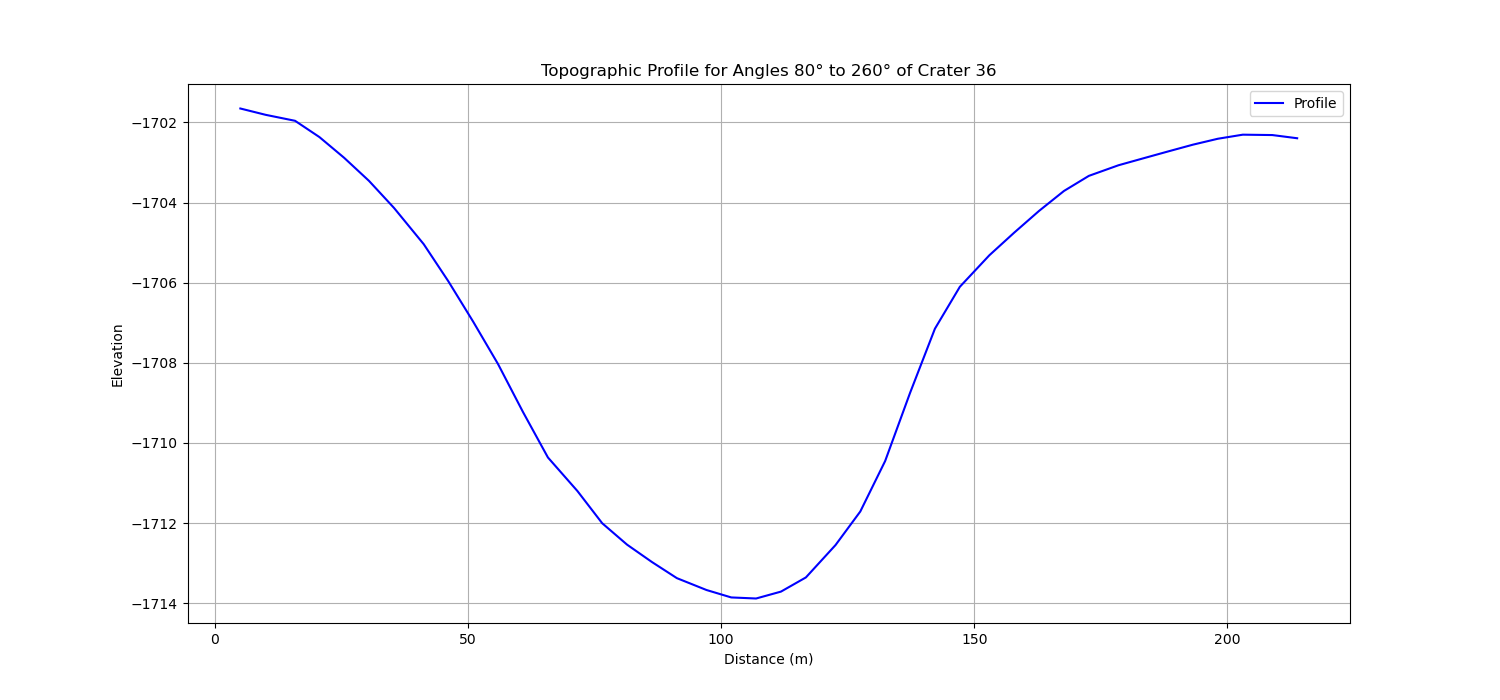 Topographic Profile for Angles 80° to 260° of Crater 36
Profile
−1702
−1704
−1706
−1708
−1710
−1712
−1714
Elevation
0 50 100 150 200
Distance (m)